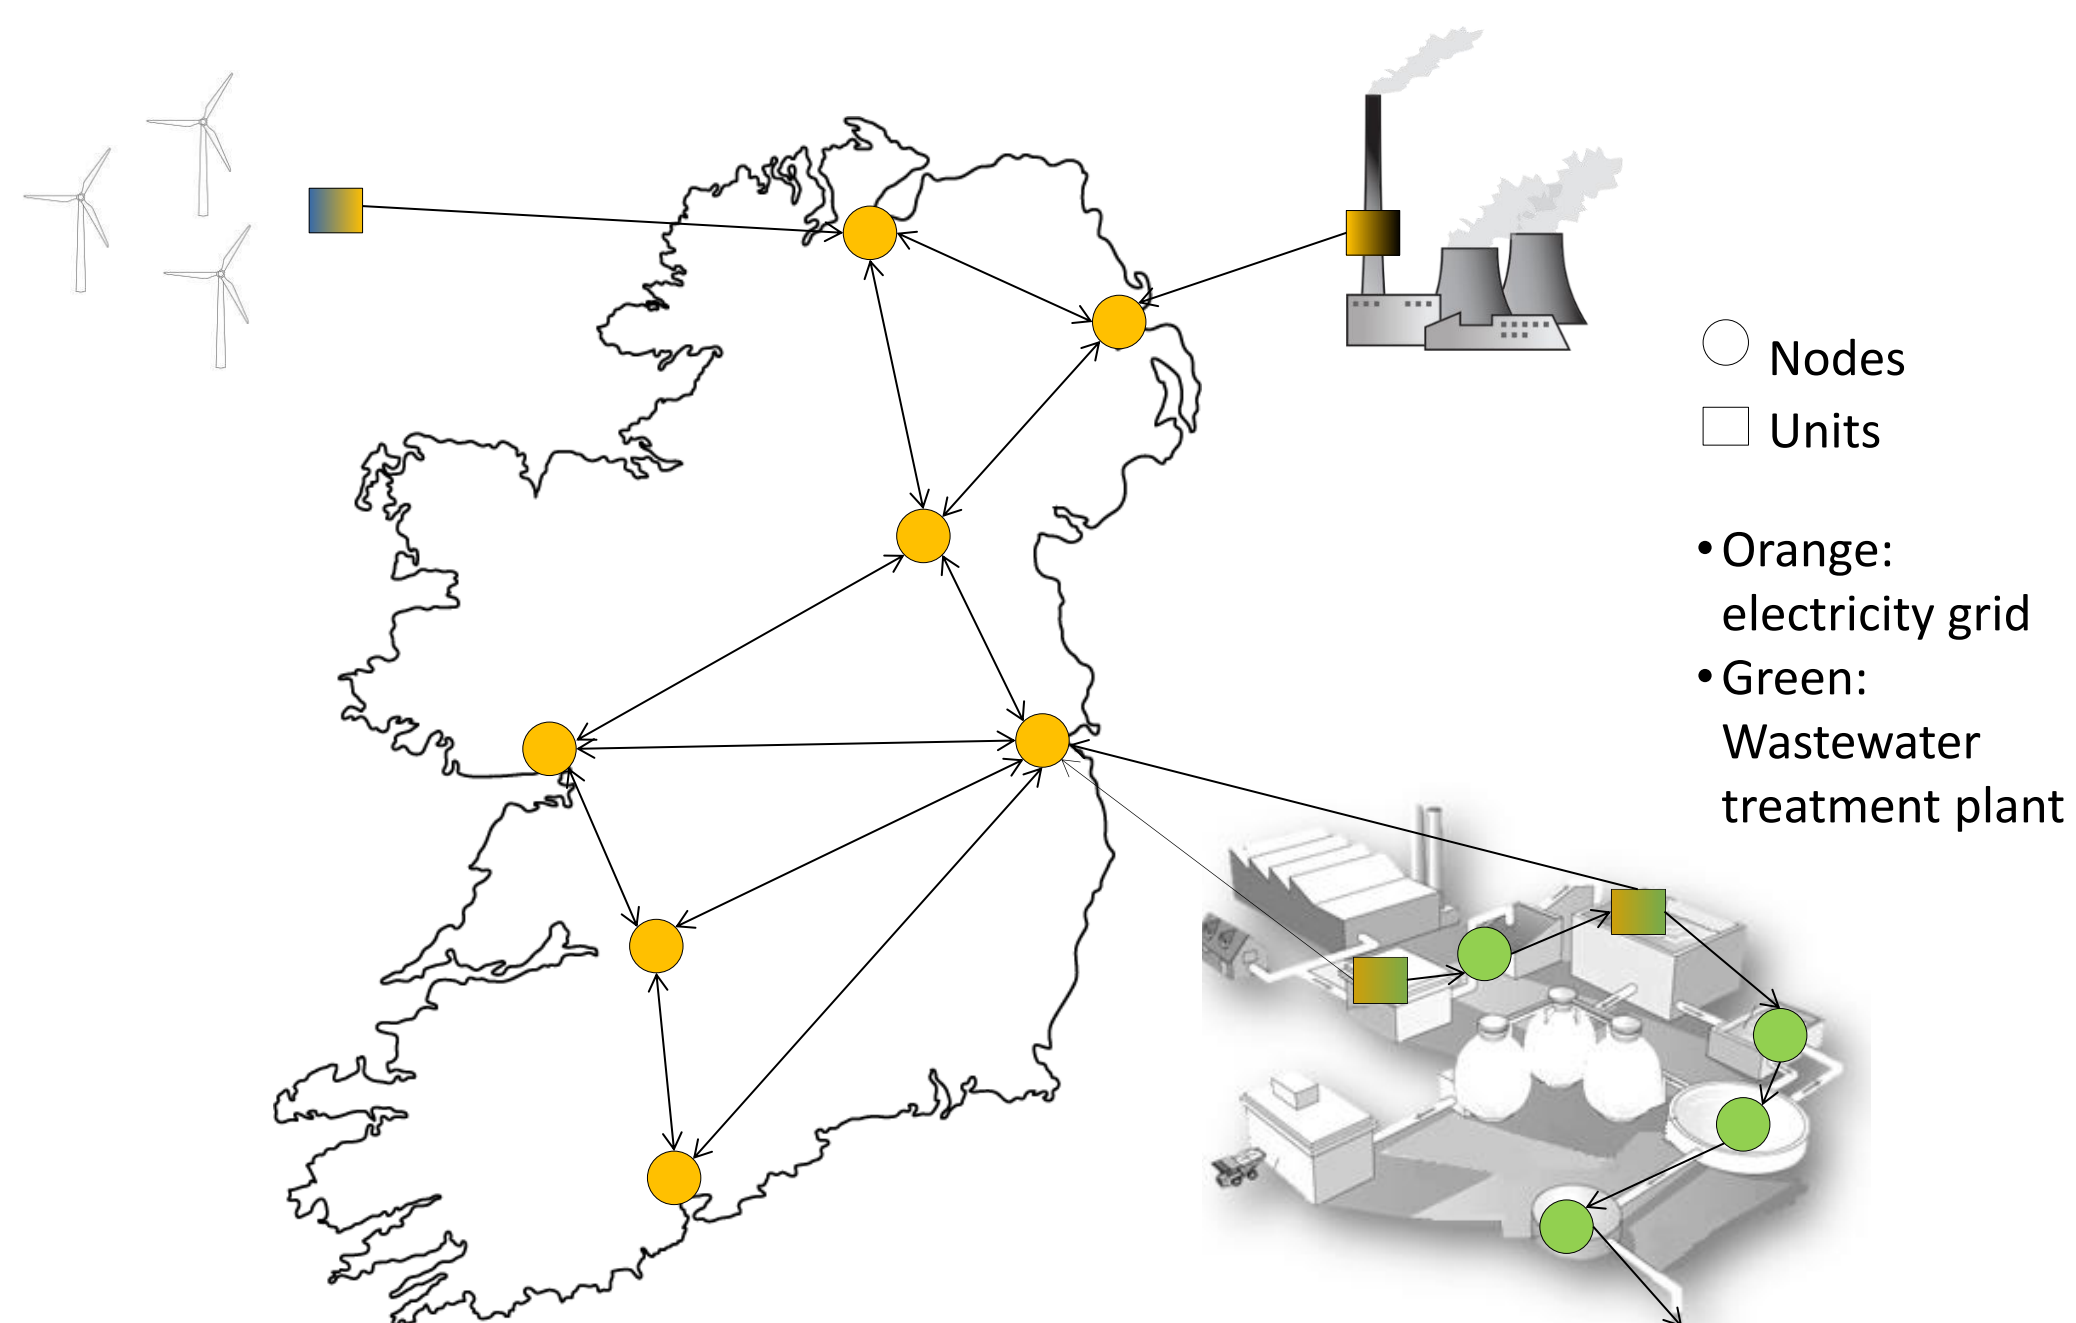 Nodes
Units
• Orange:
electricity grid
• Green:
Wastewater
treatment plant